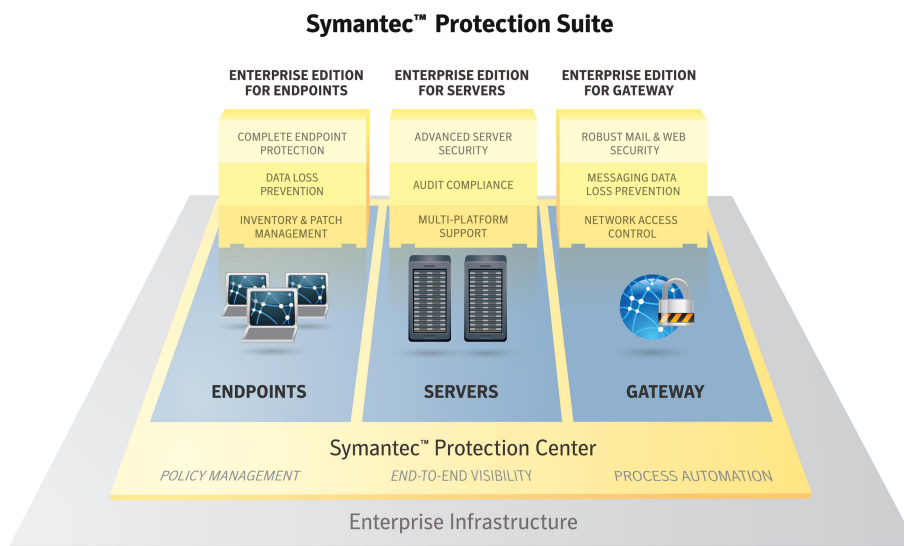 Symantec™ Protection Suite
ENTERPRISE EDITION
FOR ENDPOINTS
ENTERPRISE EDITION
FOR SERVERS
ENTERPRISE EDITION
FOR GATEWAY
COMPLETE ENDPOINT
PROTECTION
DATA LOSS
PREVENTION
INVENTORY & PATCH
MANAGEMENT
ADVANCED SERVER
SECURITY
AUDIT COMPLIANCE
MULTI-PLATFORM
SUPPORT
ROBUST MAIL & WEB
SECURITY
MESSAGING DATA
LOSS PREVENTION
NETWORK ACCESS
CONTROL
ENDPOINTS
SERVERS
GATEWAY
Symantec™ Protection Center
POLICY MANAGEMENT
END-TO-END VISIBILITY
PROCESS AUTOMATION
Enterprise Infrastructure